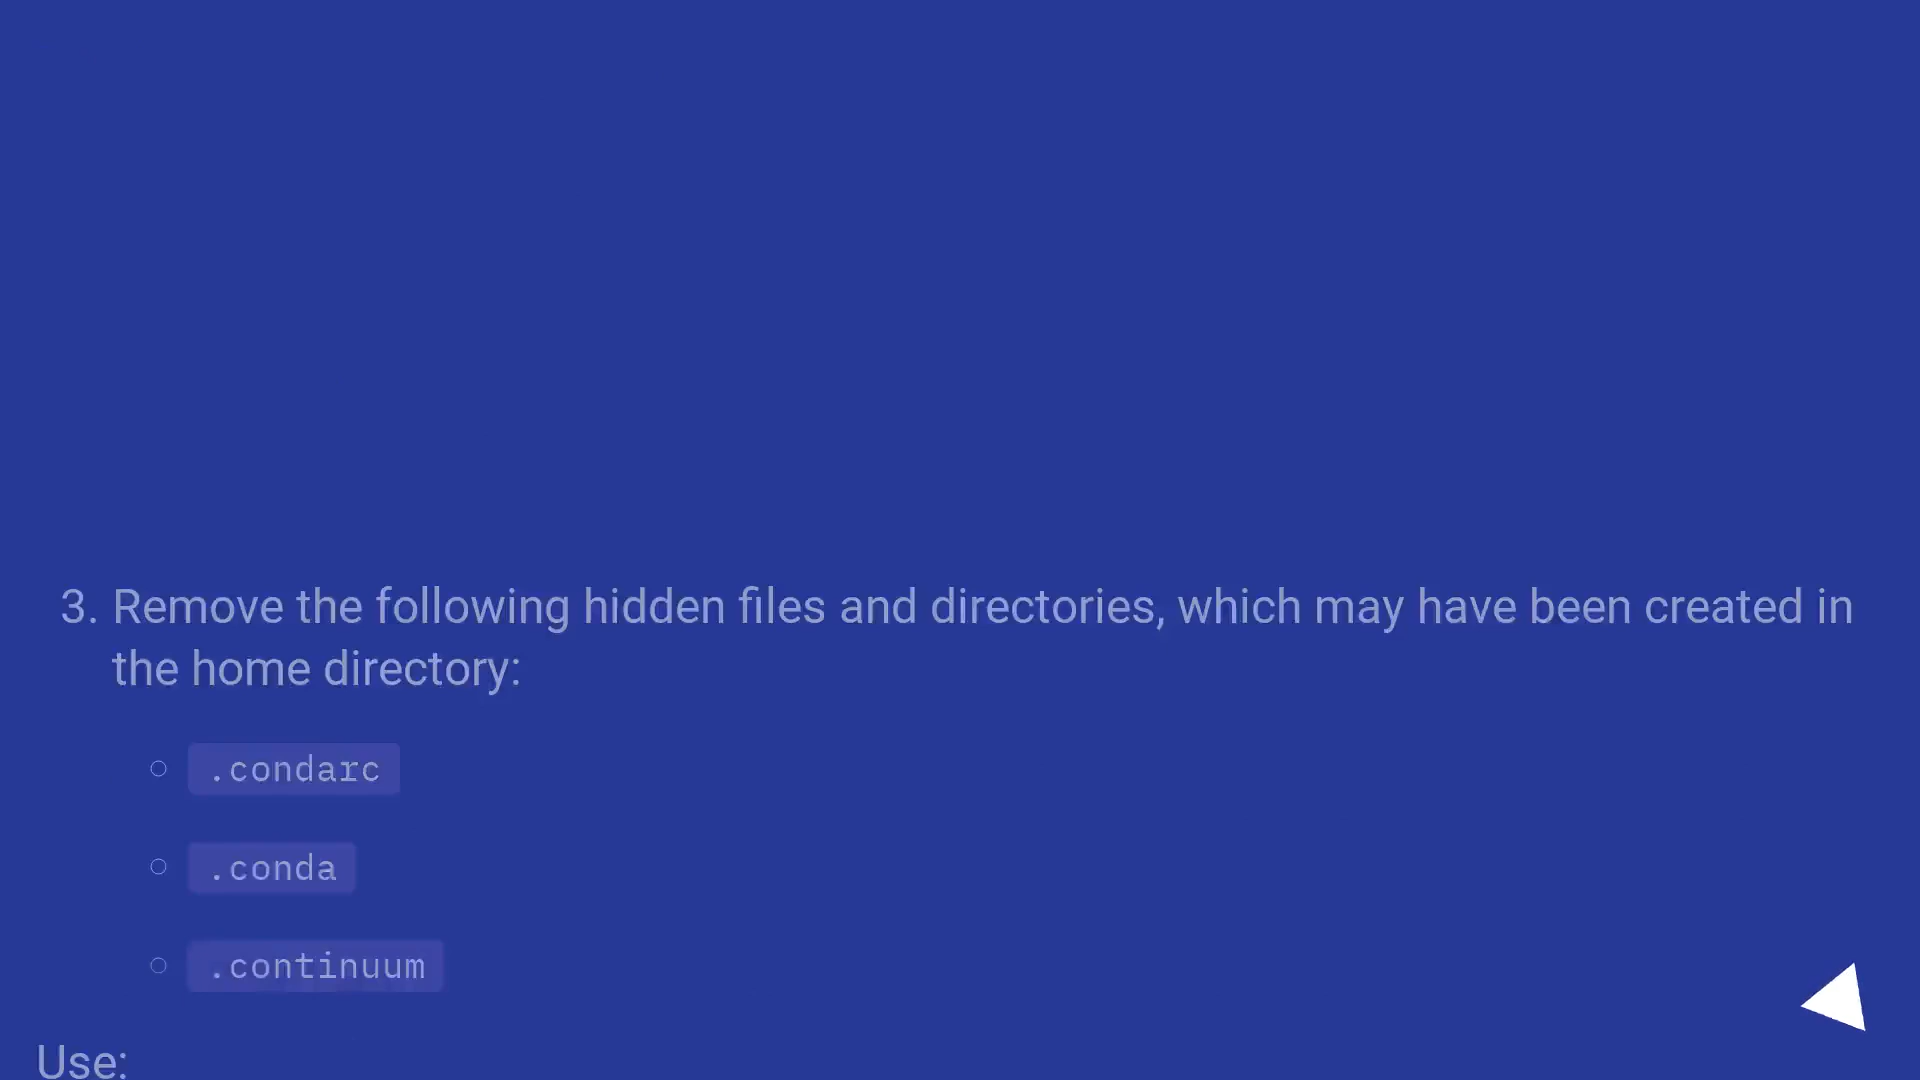 3. Remove the following hidden files and directories, which may have been created in
the home directory:
.condarc
.conda
.continuum
Use: